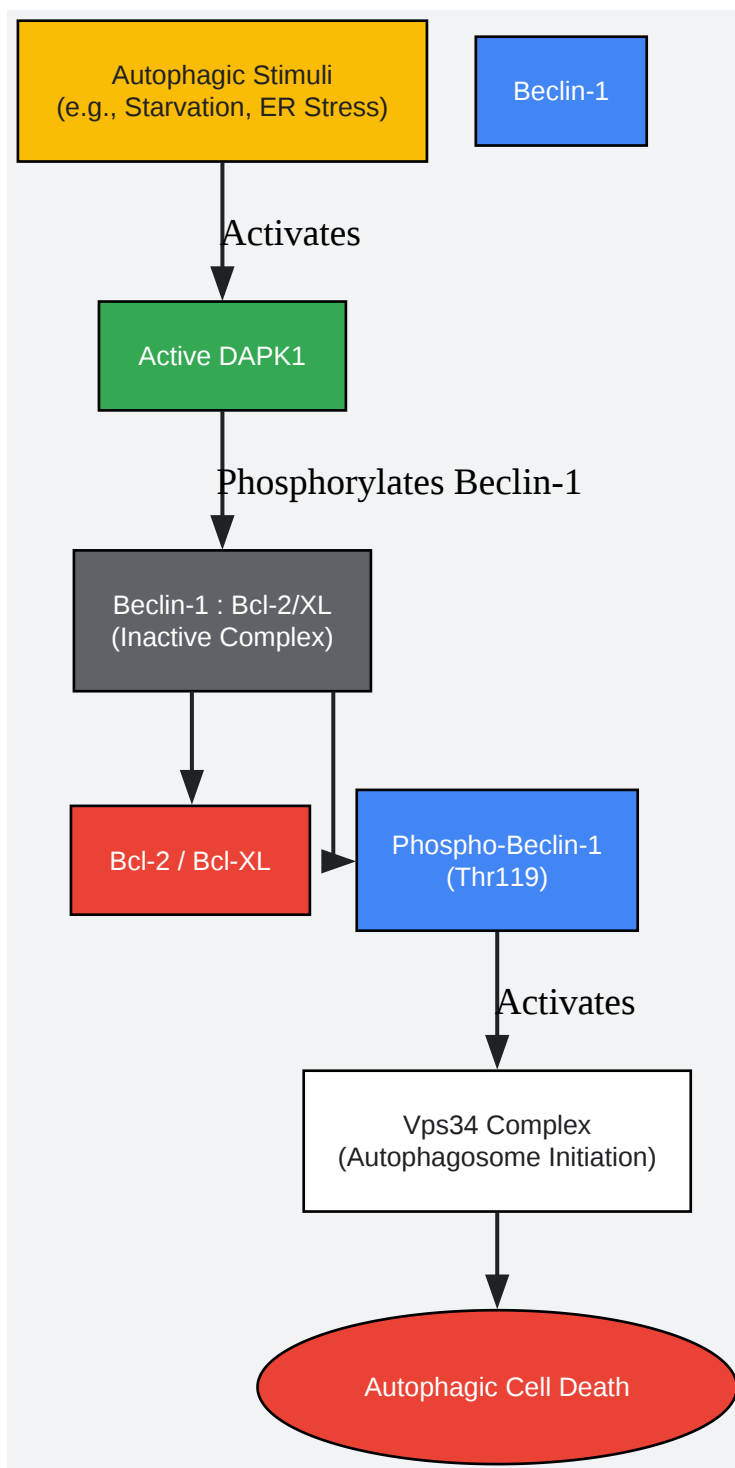 Autophagic Stimuli
(e.g., Starvation, ER Stress)
Beclin-1
Activates
Active DAPK1
Phosphorylates Beclin-1
Beclin-1 : Bcl-2/XL
(Inactive Complex)
Bcl-2 / Bcl-XL
Phospho-Beclin-1
(Thr119)
Activates
Vps34 Complex
(Autophagosome Initiation)
Autophagic Cell Death